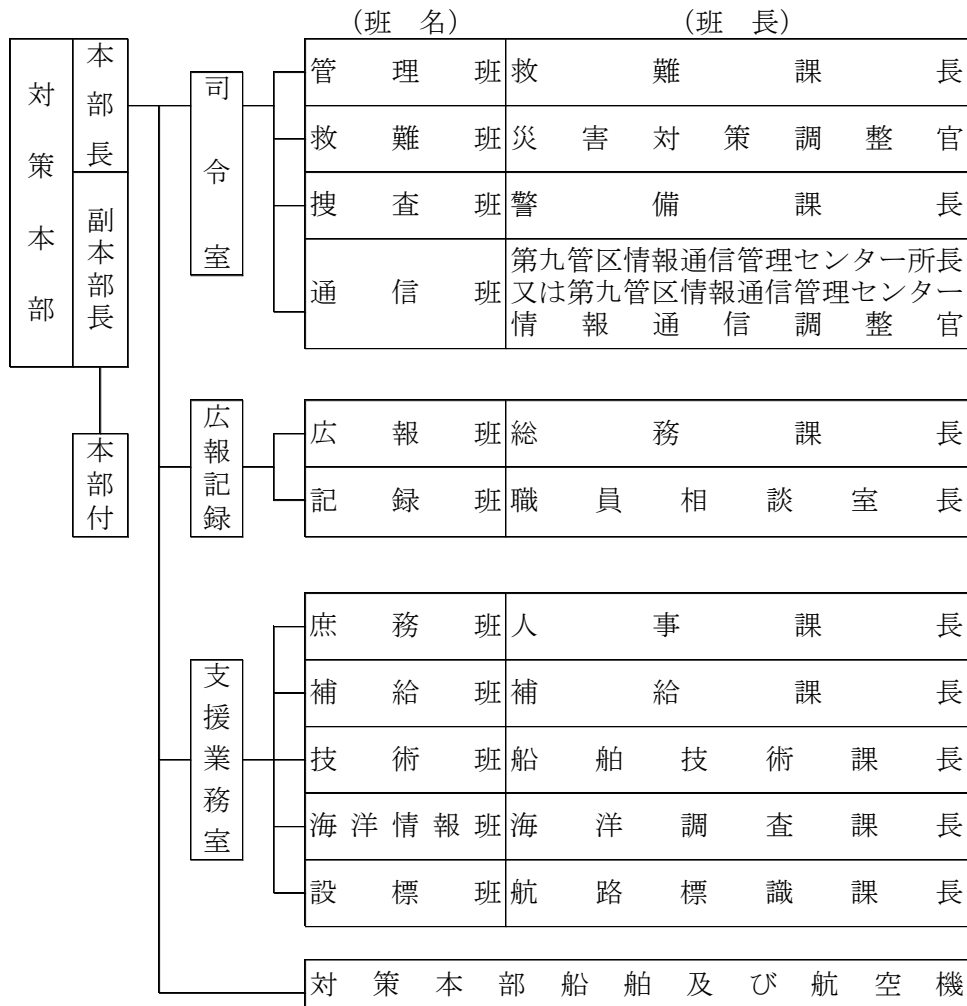 （班　名）　（班　長）
対策本部
本部長
副本部長
本部付
司令室
管理班　救難課長
救難班　災害対策調整官
捜査班　警備課長
通信班　第九管区情報通信管理センター所長
又は第九管区情報通信管理センター
情報通信調整官
広報記録
広報班　総務課長
記録班　職員相談室長
支援業務室
庶務班　人事課長
補給班　補給課長
技術班　船舶技術課長
海洋情報班　海洋調査課長
設標班　航路標識課長
対策本部船舶及び航空機